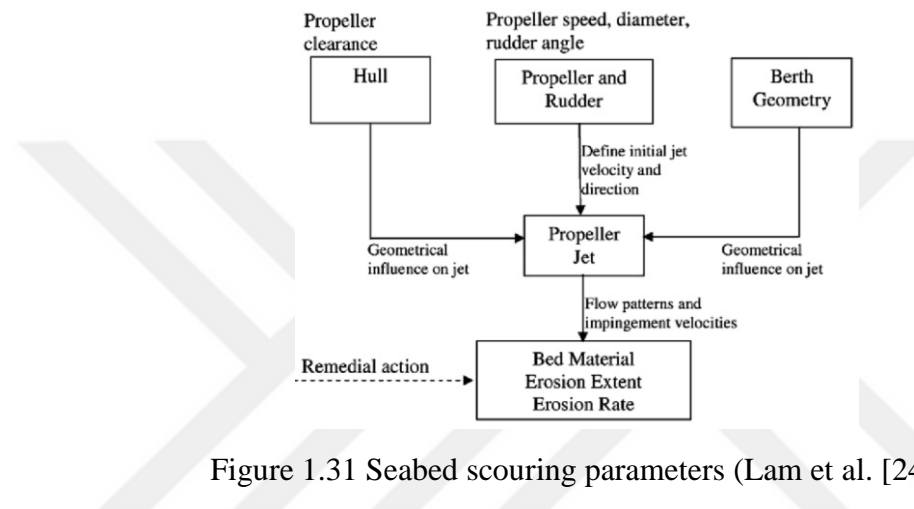 Propeller
clearance
Propeller speed, diameter,
rudder angle
Hull
Propeller and
Rudder
Berth
Geometry
Define initial jet
velocity and
direction
Propeller
Jet
Geometrical
influence on jet
Geometrical
influence on jet
Flow patterns and
impingement velocities
Remedial action
Bed Material
Erosion Extent
Erosion Rate
Figure 1.31 Seabed scouring parameters (Lam et al. [24